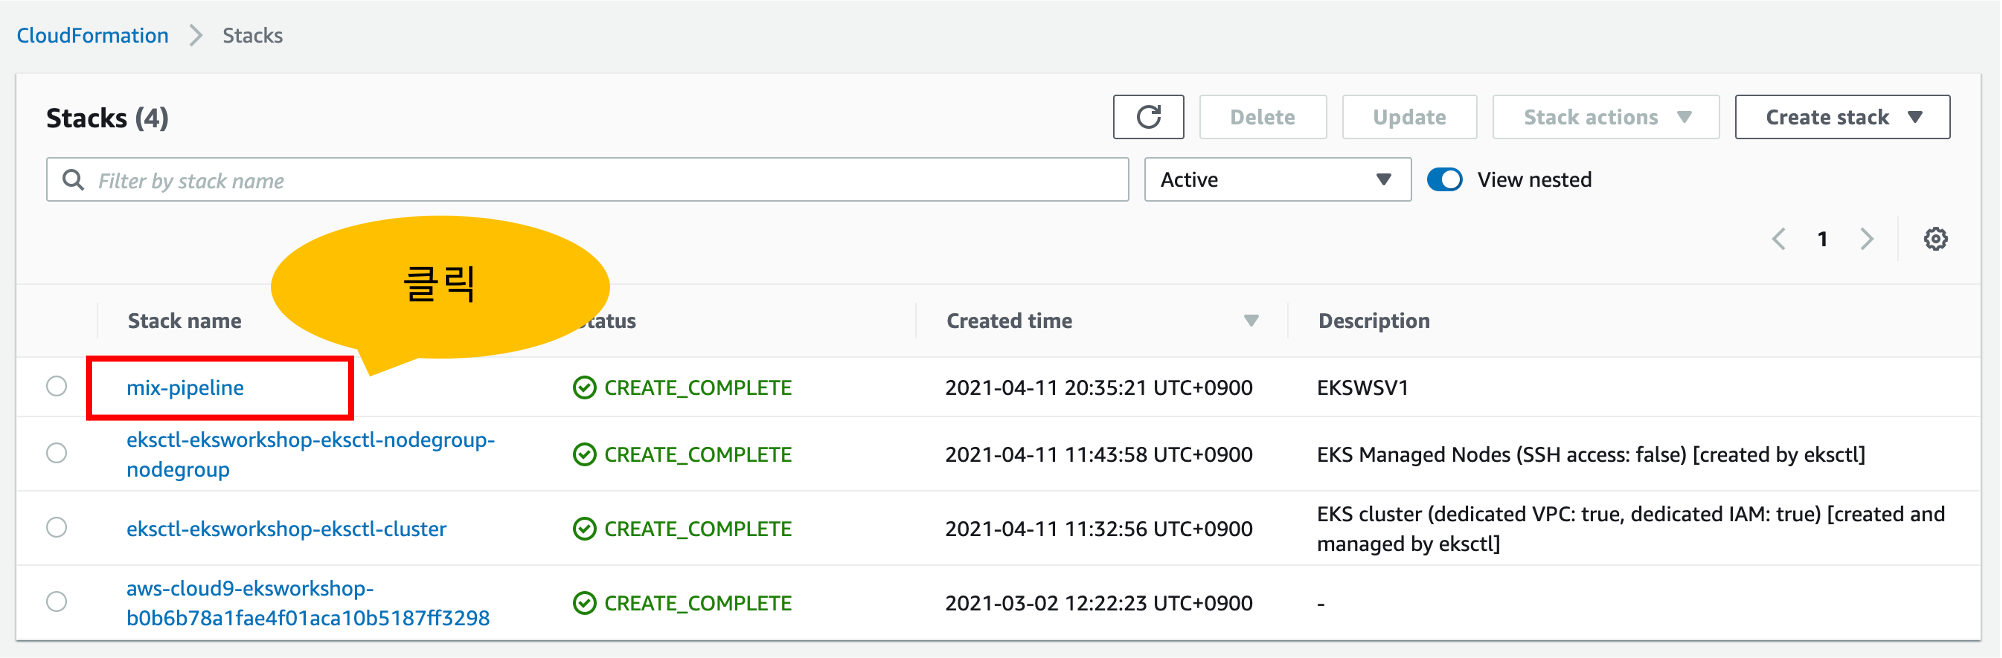 CloudFormation > Stacks
Stacks (4)
Delete
Update
Stack actions
Create stack
Filter by stack name
Active
View nested
1
클릭
Stack name
tatus
Created time
Description
mix-pipeline
CREATE_COMPLETE
2021-04-11 20:35:21 UTC+0900
EKSWSV1
eksctl-eksworkshop-eksctl-nodegroup-
nodegroup
CREATE_COMPLETE
2021-04-11 11:43:58 UTC+0900
EKS Managed Nodes (SSH access: false) [created by eksctl]
eksctl-eksworkshop-eksctl-cluster
CREATE_COMPLETE
2021-04-11 11:32:56 UTC+0900
EKS cluster (dedicated VPC: true, dedicated IAM: true) [created and
managed by eksctl]
aws-cloud9-eksworkshop-
b0b6b78a1fae4f01aca10b5187ff3298
CREATE_COMPLETE
2021-03-02 12:22:23 UTC+0900
-